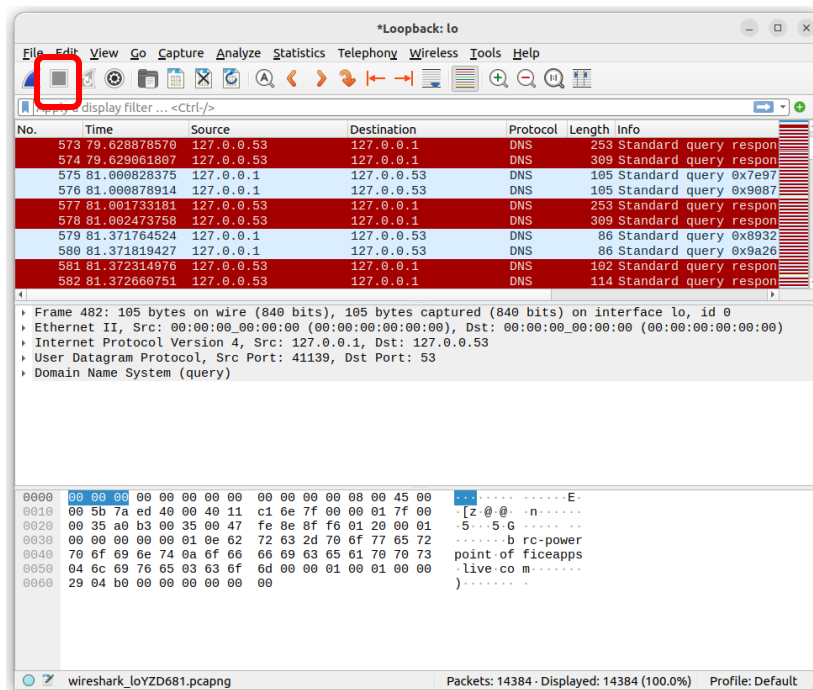 *Loopback: lo
File Edit View Go Capture Analyze Statistics Telephony Wireless Tools Help
Apply a display filter … <Ctrl-/>
No. Time Source Destination Protocol Length Info
573 79.628878570 127.0.0.53 127.0.0.1 DNS 253 Standard query respon
574 79.629061807 127.0.0.53 127.0.0.1 DNS 309 Standard query respon
575 81.000828375 127.0.0.1 127.0.0.53 DNS 105 Standard query 0x7e97
576 81.000878914 127.0.0.1 127.0.0.53 DNS 105 Standard query 0x9087
577 81.001733181 127.0.0.53 127.0.0.1 DNS 253 Standard query respon
578 81.002473758 127.0.0.53 127.0.0.1 DNS 309 Standard query respon
579 81.371764524 127.0.0.1 127.0.0.53 DNS 86 Standard query 0x8932
580 81.371819427 127.0.0.1 127.0.0.53 DNS 86 Standard query 0x9a26
581 81.372314976 127.0.0.53 127.0.0.1 DNS 102 Standard query respon
582 81.372660751 127.0.0.53 127.0.0.1 DNS 114 Standard query respon
Frame 482: 105 bytes on wire (840 bits), 105 bytes captured (840 bits) on interface lo, id 0
Ethernet II, Src: 00:00:00_00:00:00 (00:00:00:00:00:00), Dst: 00:00:00_00:00:00 (00:00:00:00:00:00)
Internet Protocol Version 4, Src: 127.0.0.1, Dst: 127.0.0.53
User Datagram Protocol, Src Port: 41139, Dst Port: 53
Domain Name System (query)
0000 00 00 00 00 00 00 00 00 00 00 00 00 08 00 45 00 ········ ······E·
0010 00 5b 7a ed 40 00 40 11 c1 6e 7f 00 00 01 7f 00 ·[z·@·@· ·n······
0020 00 35 a0 b3 00 35 00 47 fe 8e 8f f6 01 20 00 01 ·5···5·G ····· ··
0030 00 00 00 00 00 01 0e 62 72 63 2d 70 6f 77 65 72 ·······b rc-power
0040 70 6f 69 6e 74 0a 6f 66 66 69 63 65 61 70 70 73 point·of ficeapps
0050 04 6c 69 76 65 03 63 6f 6d 00 00 01 00 01 00 00 ·live·co m·······
0060 29 04 b0 00 00 00 00 00 00 )······· ·
wireshark_loYZD681.pcapng Packets: 14384 · Displayed: 14384 (100.0%) Profile: Default